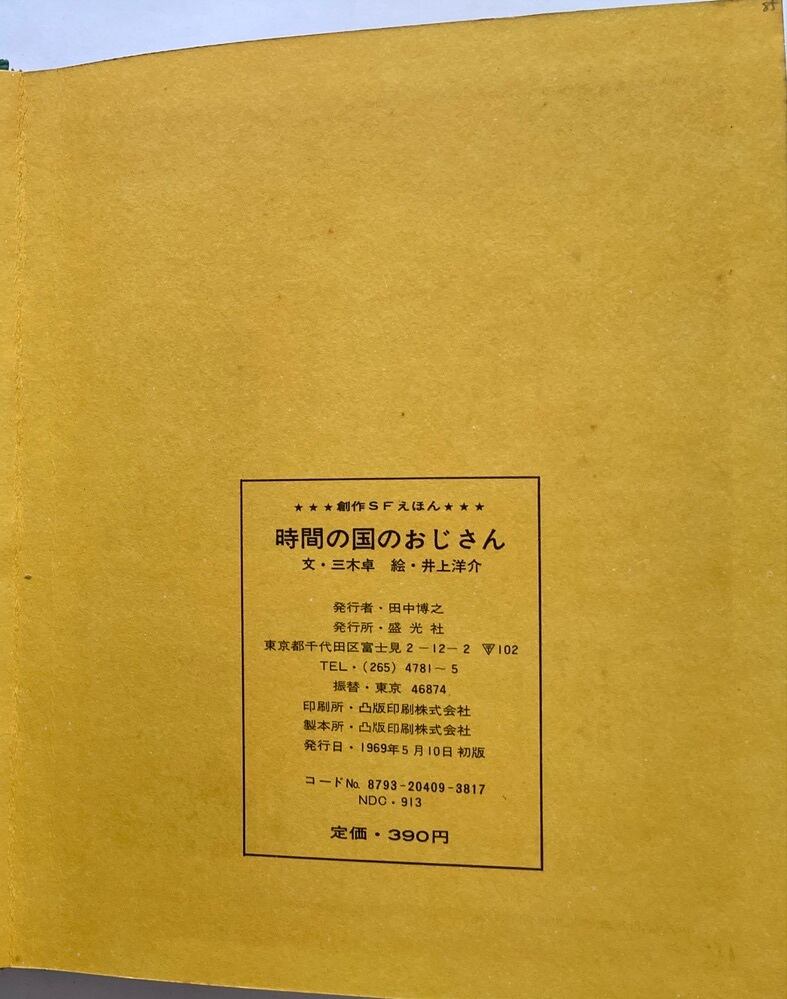 ★★★創作SFえほん★★★
時間の国のおじさん
文・三木卓 絵・井上洋介
発行者・田中博之
発行所・盛光社
東京都千代田区富士見2-12-2 〒102
TEL・(265) 4781~5
振替・東京 46874
印刷所・凸版印刷株式会社
製本所・凸版印刷株式会社
発行日・1969年5月10日 初版
コードNo. 8793-20409-3817
NDC・913
定価・390円